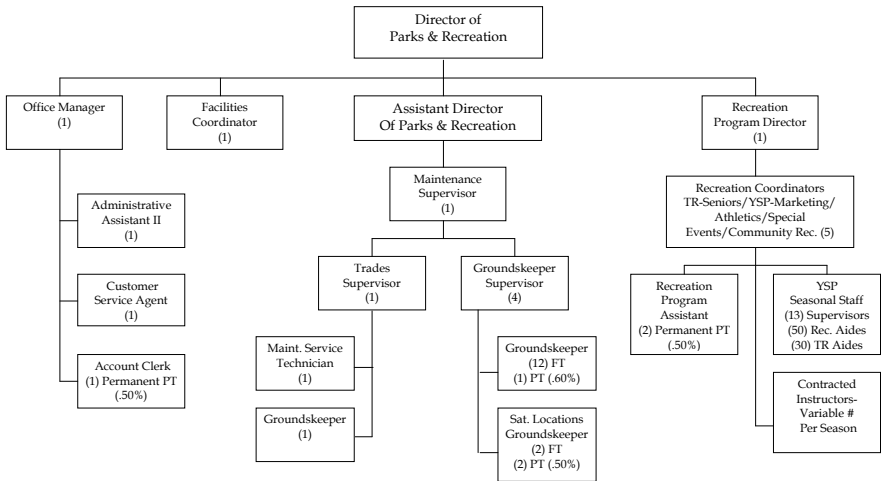 Director of
Parks & Recreation
Office Manager
(1)
Facilities
Coordinator
(1)
Assistant Director
Of Parks & Recreation
Recreation
Program Director
(1)
Administrative
Assistant II
(1)
Customer
Service Agent
(1)
Account Clerk
(1) Permanent PT
(.50%)
Maintenance
Supervisor
(1)
Trades
Supervisor
(1)
Groundskeeper
Supervisor
(4)
Maint. Service
Technician
(1)
Groundskeeper
(1)
Groundskeeper
(12) FT
(1) PT (.60%)
Sat. Locations
Groundskeeper
(2) FT
(2) PT (.50%)
Recreation Coordinators
TR-Seniors/YSP-Marketing/
Athletics/Special
Events/Community Rec. (5)
Recreation
Program
Assistant
(2) Permanent PT
(.50%)
YSP
Seasonal Staff
(13) Supervisors
(50) Rec. Aides
(30) TR Aides
Contracted
Instructors-
Variable #
Per Season